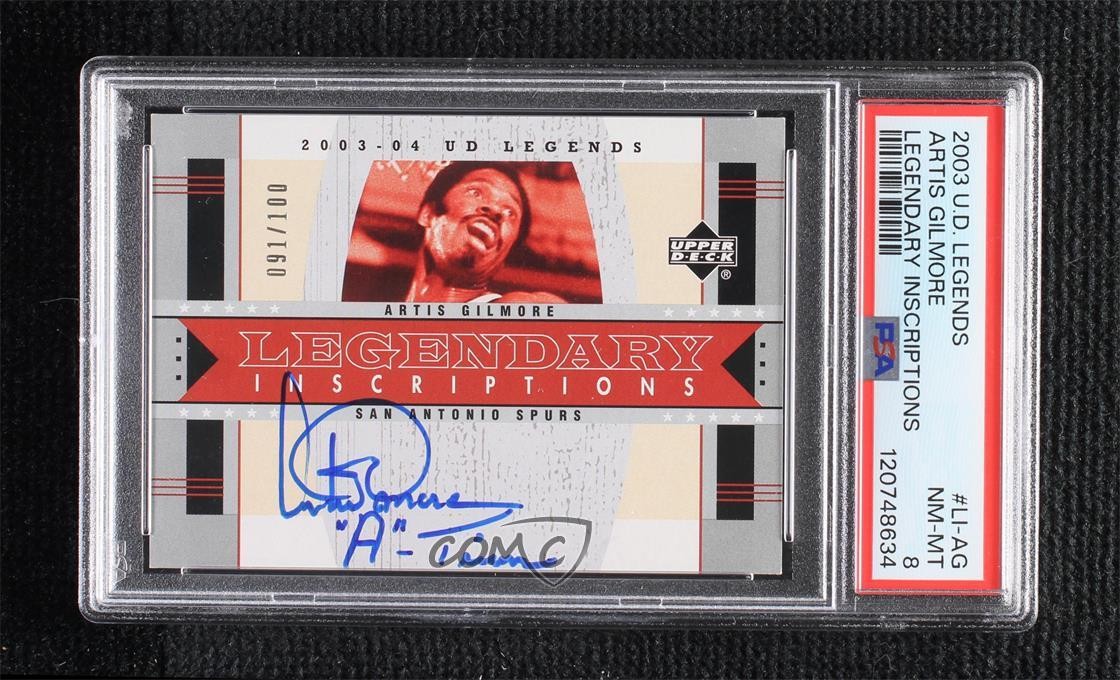 2003-04 UD LEGENDS
091/100
UPPER
D·E·C·K
®
ARTIS GILMORE
LEGENDARY
INSCRIPTIONS
SAN ANTONIO SPURS
"A"-
COMC
2003 U.D. LEGENDS #LI-AG
ARTIS GILMORE NM-MT
LEGENDARY INSCRIPTIONS 8
PSA 120748634